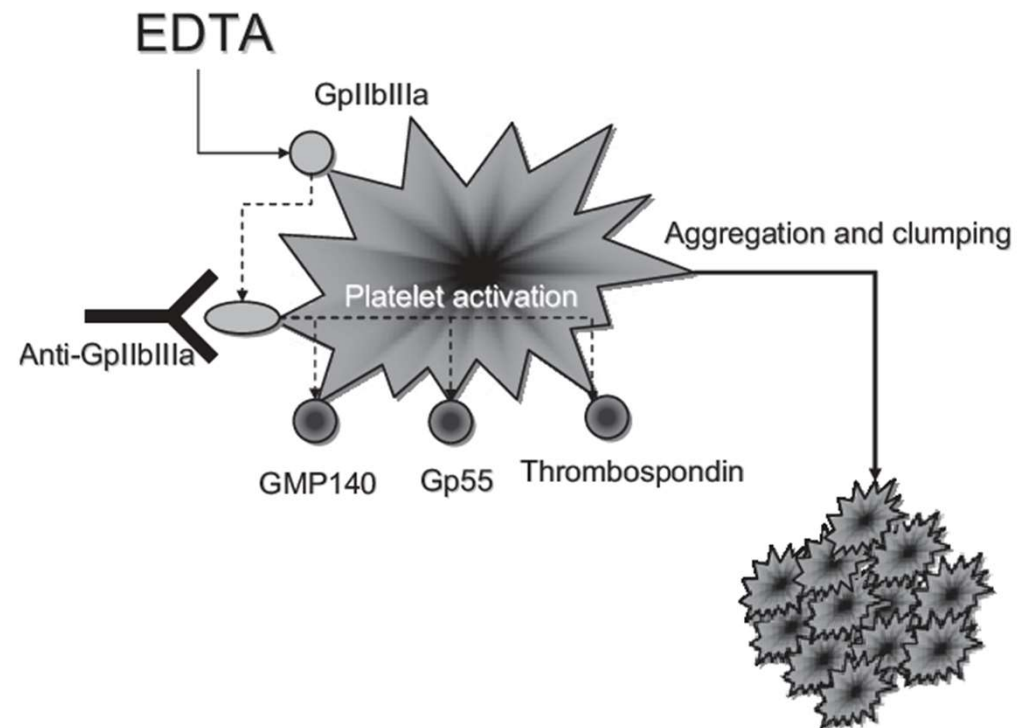 EDTA
GpIIbIIIa
Aggregation and clumping
Platelet activation
Anti-GpIIbIIIa
GMP140
Gp55
Thrombospondin